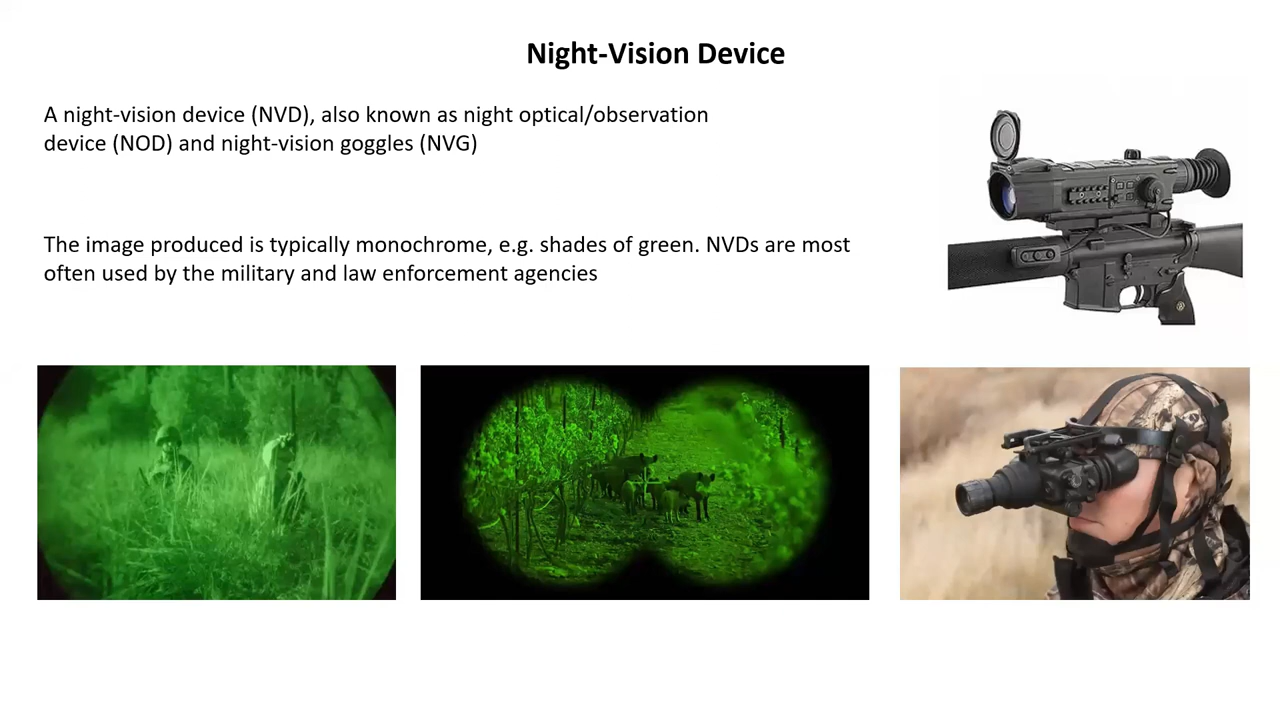 Night-Vision Device
A night-vision device (NVD), also known as night optical/observation
device (NOD) and night-vision goggles (NVG)
The image produced is typically monochrome, e.g. shades of green. NVDs are most
often used by the military and law enforcement agencies